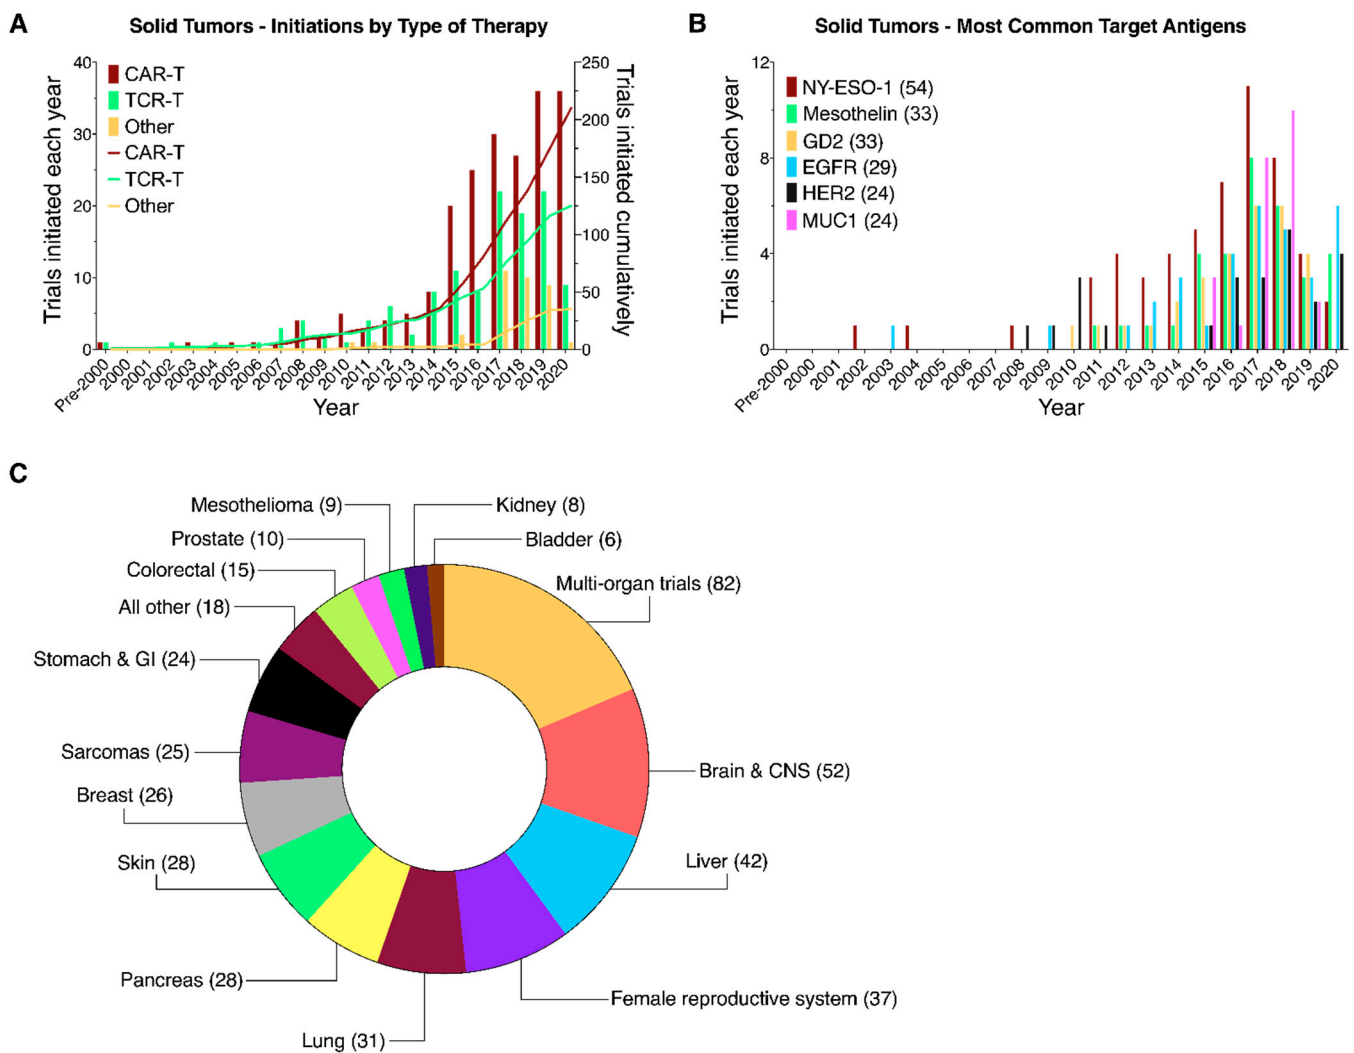 A
Solid Tumors - Initiations by Type of Therapy
Trials initiated each year
40
30
20
10
0
CAR-T
TCR-T
Other
CAR-T
TCR-T
Other
250
200
150
100
50
0
Trials initiated cumulatively
Pre-2000
2000
2001
2002
2003
2004
2005
2006
2007
2008
2009
2010
2011
2012
2013
2014
2015
2016
2017
2018
2019
2020
Year
B
Solid Tumors - Most Common Target Antigens
Trials initiated each year
12
8
4
0
NY-ESO-1 (54)
Mesothelin (33)
GD2 (33)
EGFR (29)
HER2 (24)
MUC1 (24)
Pre-2000
2000
2001
2002
2003
2004
2005
2006
2007
2008
2009
2010
2011
2012
2013
2014
2015
2016
2017
2018
2019
2020
Year
C
Mesothelioma (9)
Kidney (8)
Prostate (10)
Bladder (6)
Colorectal (15)
Multi-organ trials (82)
All other (18)
Stomach & GI (24)
Sarcomas (25)
Brain & CNS (52)
Breast (26)
Skin (28)
Liver (42)
Pancreas (28)
Female reproductive system (37)
Lung (31)